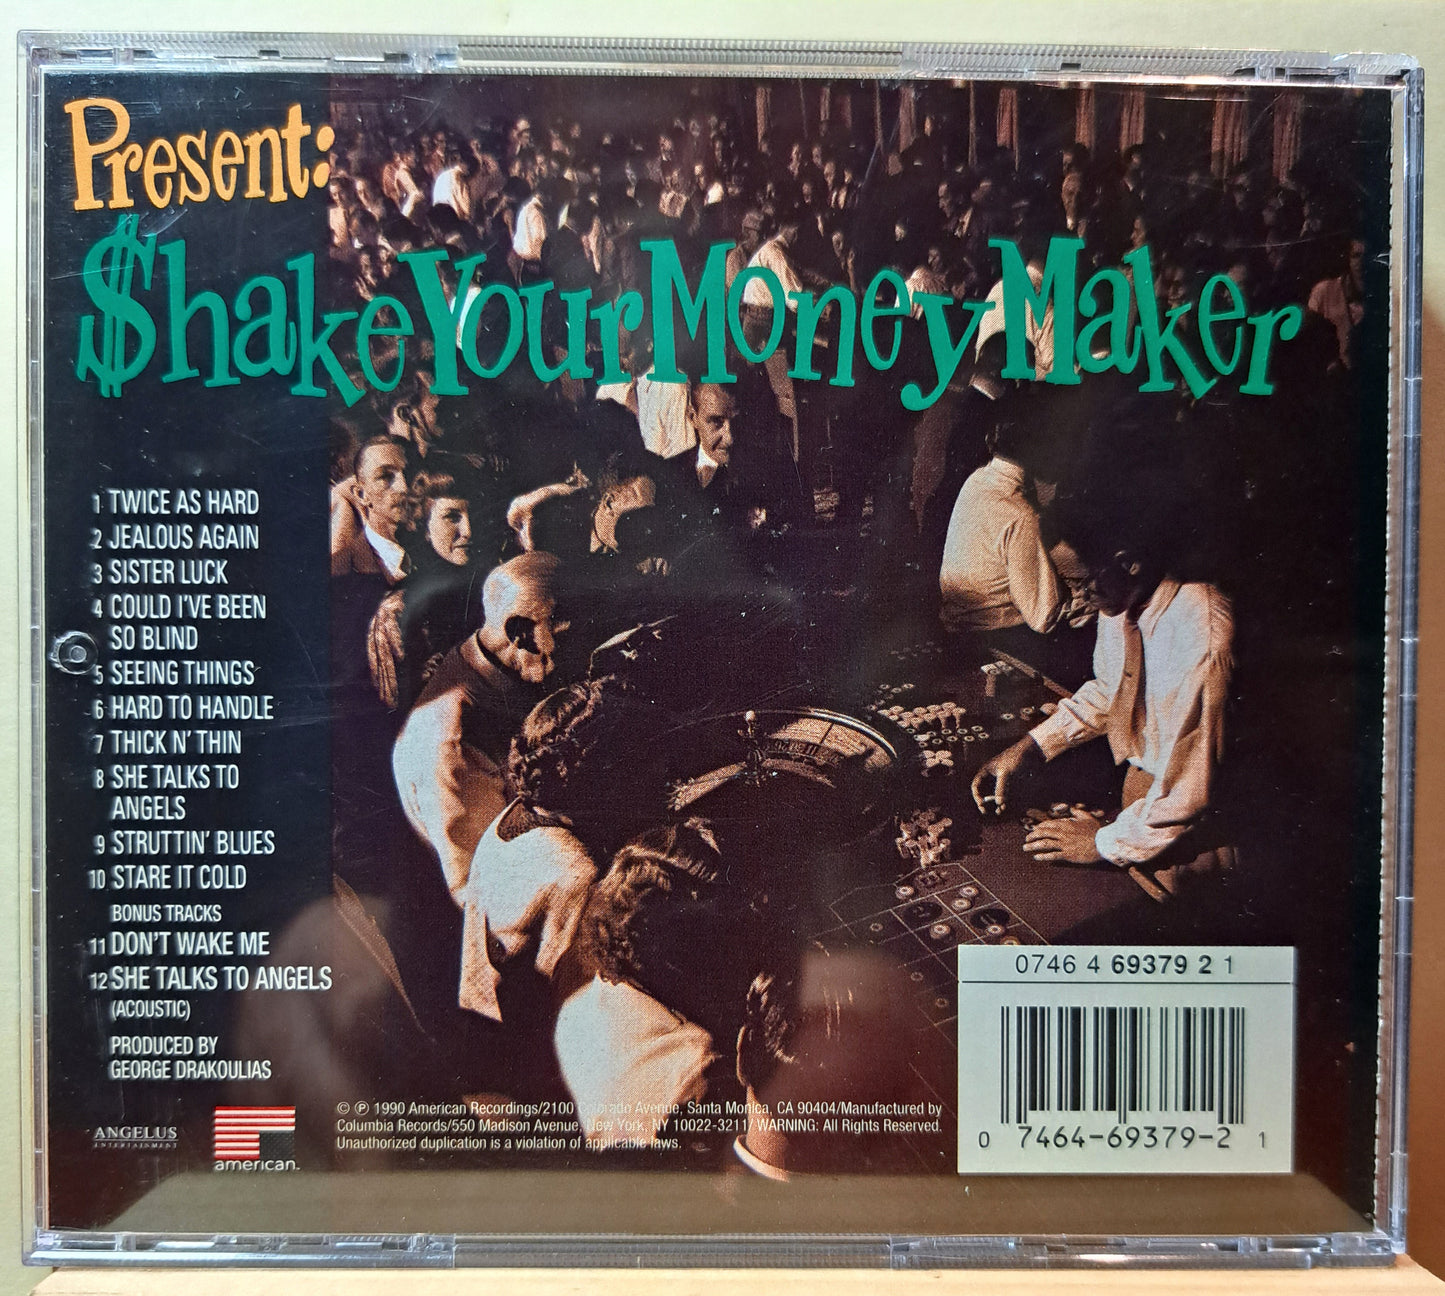 Present:
$hake Your Money Maker
1 TWICE AS HARD
2 JEALOUS AGAIN
3 SISTER LUCK
4 COULD I'VE BEEN
SO BLIND
5 SEEING THINGS
6 HARD TO HANDLE
7 THICK N' THIN
8 SHE TALKS TO
ANGELS
9 STRUTTIN' BLUES
10 STARE IT COLD
BONUS TRACKS
11 DON'T WAKE ME
12 SHE TALKS TO ANGELS
(ACOUSTIC)
PRODUCED BY
GEORGE DRAKOULIAS
ANGELUS
ENTERTAINMENT
american.
© ℗ 1990 American Recordings/2100 Colorado Avenue, Santa Monica, CA 90404/Manufactured by
Columbia Records/550 Madison Avenue, New York, NY 10022-3211/ WARNING: All Rights Reserved.
Unauthorized duplication is a violation of applicable laws.
0746 4 69379 2 1
0 7464-69379-2 1